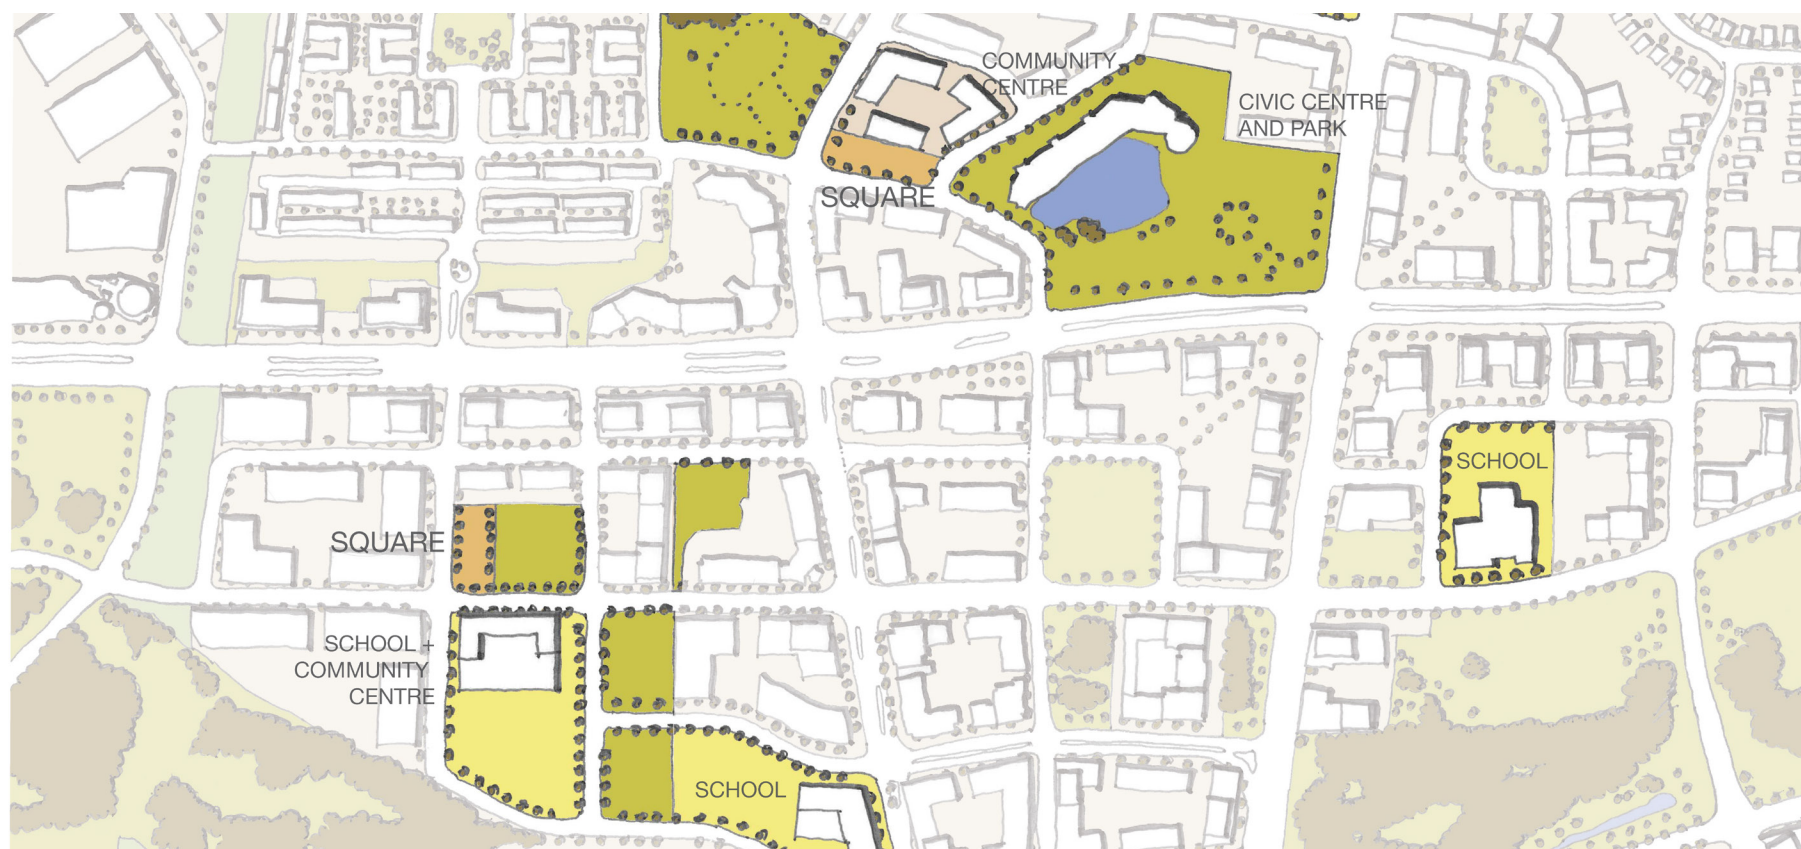 COMMUNITY
CENTRE
CIVIC CENTRE
AND PARK
SQUARE
SCHOOL
SQUARE
SCHOOL +
COMMUNITY
CENTRE
SCHOOL